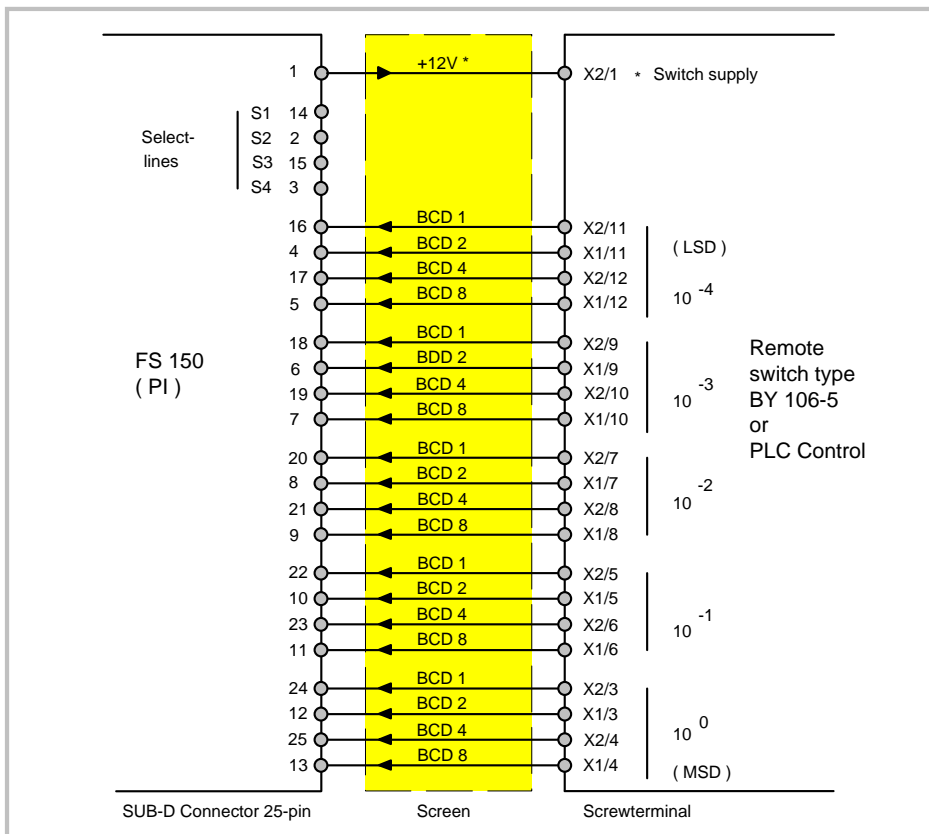 1 +12V * X2/1 * Switch supply
S1 14
Select-
lines
S2 2
S3 15
S4 3
16 BCD 1 X2/11
4 BCD 2 X1/11 ( LSD )
17 BCD 4 X2/12
5 BCD 8 X1/12 10 -4
18 BCD 1 X2/9
6 BDD 2 X1/9
19 BCD 4 X2/10 10 -3
7 BCD 8 X1/10
FS 150
( PI )
Remote
switch type
BY 106-5
or
PLC Control
20 BCD 1 X2/7
8 BCD 2 X1/7
21 BCD 4 X2/8 10 -2
9 BCD 8 X1/8
22 BCD 1 X2/5
10 BCD 2 X1/5
23 BCD 4 X2/6 10 -1
11 BCD 8 X1/6
24 BCD 1 X2/3
12 BCD 2 X1/3
25 BCD 4 X2/4 10 0
13 BCD 8 X1/4 ( MSD )
SUB-D Connector 25-pin Screen Screwterminal